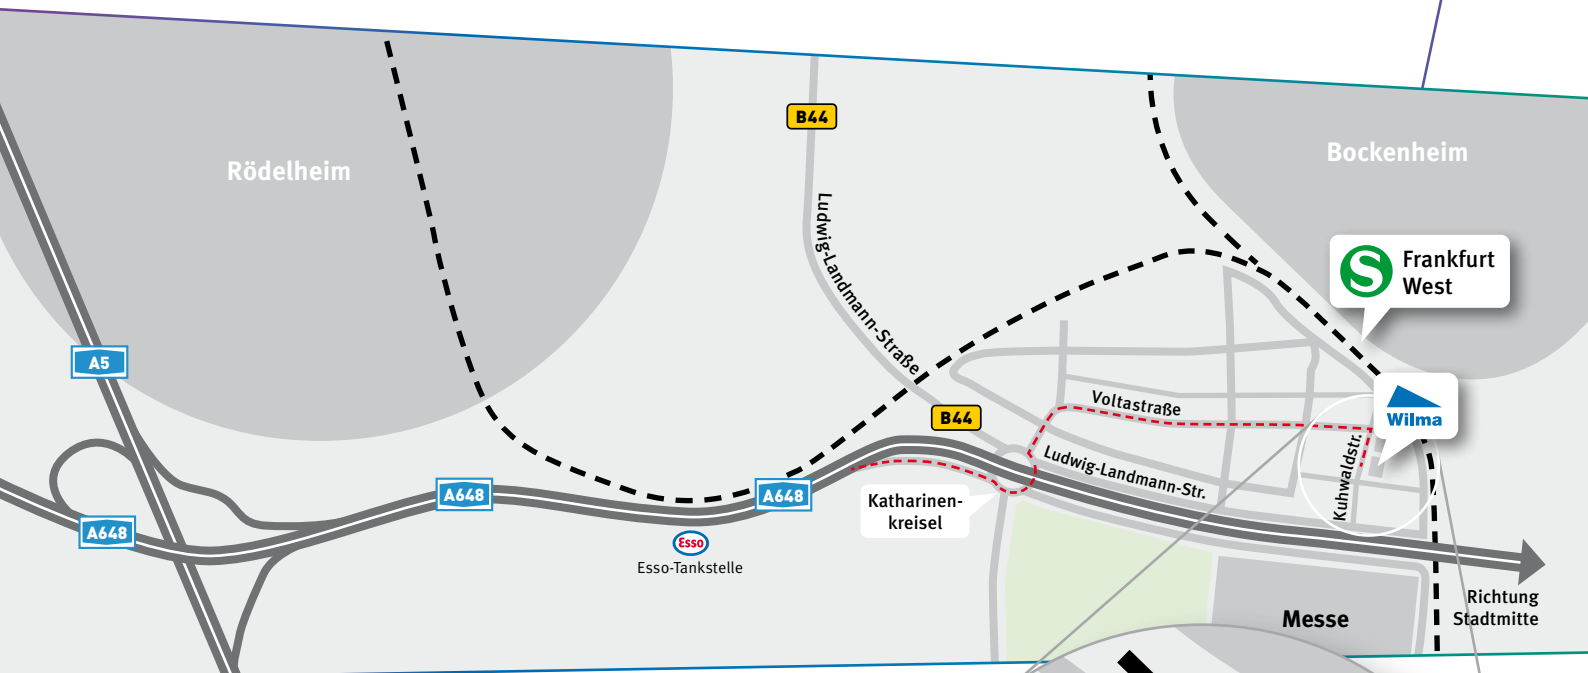 B44
Rödelheim
Bockenheim
Ludwig-Landmann-Straße
S
Frankfurt
West
A5
Wilma
Voltastraße
B44
Ludwig-Landmann-Str.
Kuhwaldstr.
A648
A648
A648
Katharinen-
kreisel
Esso
Esso-Tankstelle
Richtung
Stadtmitte
Messe